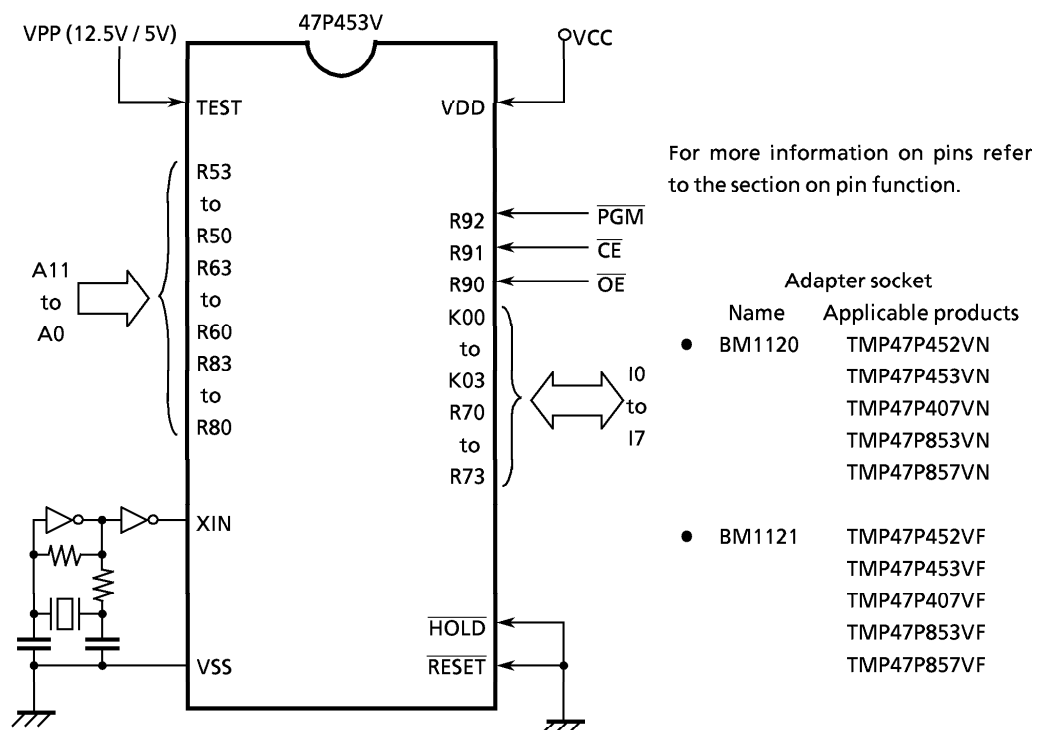 47P453V
VPP (12.5V / 5V)
VCC
TEST
VDD
R53
to
R50
R63
to
R60
R83
to
R80
A11
to
A0
R92
R91
R90
PGM
CE
OE
K00
to
K03
R70
to
R73
I0
to
I7
XIN
VSS
HOLD
RESET
For more information on pins refer
to the section on pin function.
Adapter socket
Name Applicable products
● BM1120 TMP47P452VN
TMP47P453VN
TMP47P407VN
TMP47P853VN
TMP47P857VN
● BM1121 TMP47P452VF
TMP47P453VF
TMP47P407VF
TMP47P853VF
TMP47P857VF